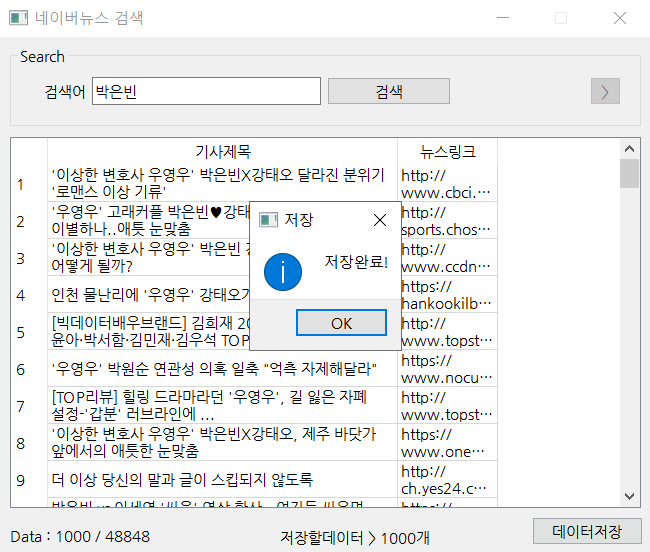 네이버뉴스 검색
Search
검색어 박은빈 검색 >
기사제목 뉴스링크
1 '이상한 변호사 우영우' 박은빈X강태오 달라진 분위기 http://
'로맨스 이상 기류' www.cbci.…
2 '우영우' 고래커플 박은빈♥강태 http://
이별하나..애틋 눈맞춤 sports.chos…
3 '이상한 변호사 우영우' 박은빈 http://
어떻게 될까? www.ccdn…
4 인천 물난리에 '우영우' 강태오기 https://
hankookilb…
5 [빅데이터배우브랜드] 김희재 20 http://
윤아·박서함·김민재·김우석 TOP www.topst…
6 '우영우' 박원순 연관성 의혹 일축 "억측 자제해달라" https://
www.nocu…
7 [TOP리뷰] 힐링 드라마라던 '우영우', 길 잃은 자폐 http://
설정-'갑분' 러브라인에 ... www.topst…
8 '이상한 변호사 우영우' 박은빈X강태오, 제주 바닷가 https://
앞에서의 애틋한 눈맞춤 www.one…
9 더 이상 당신의 말과 글이 스킵되지 않도록 http://
ch.yes24.c…
저장
저장완료!
OK
Data : 1000 / 48848 저장할데이터 > 1000개 데이터저장